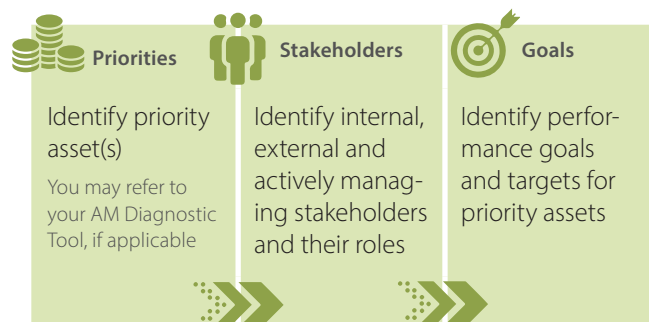 Priorities
Identify priority
asset(s)
You may refer to
your AM Diagnostic
Tool, if applicable
Stakeholders
Identify internal,
external and
actively manag-
ing stakeholders
and their roles
Goals
Identify perfor-
mance goals
and targets for
priority assets